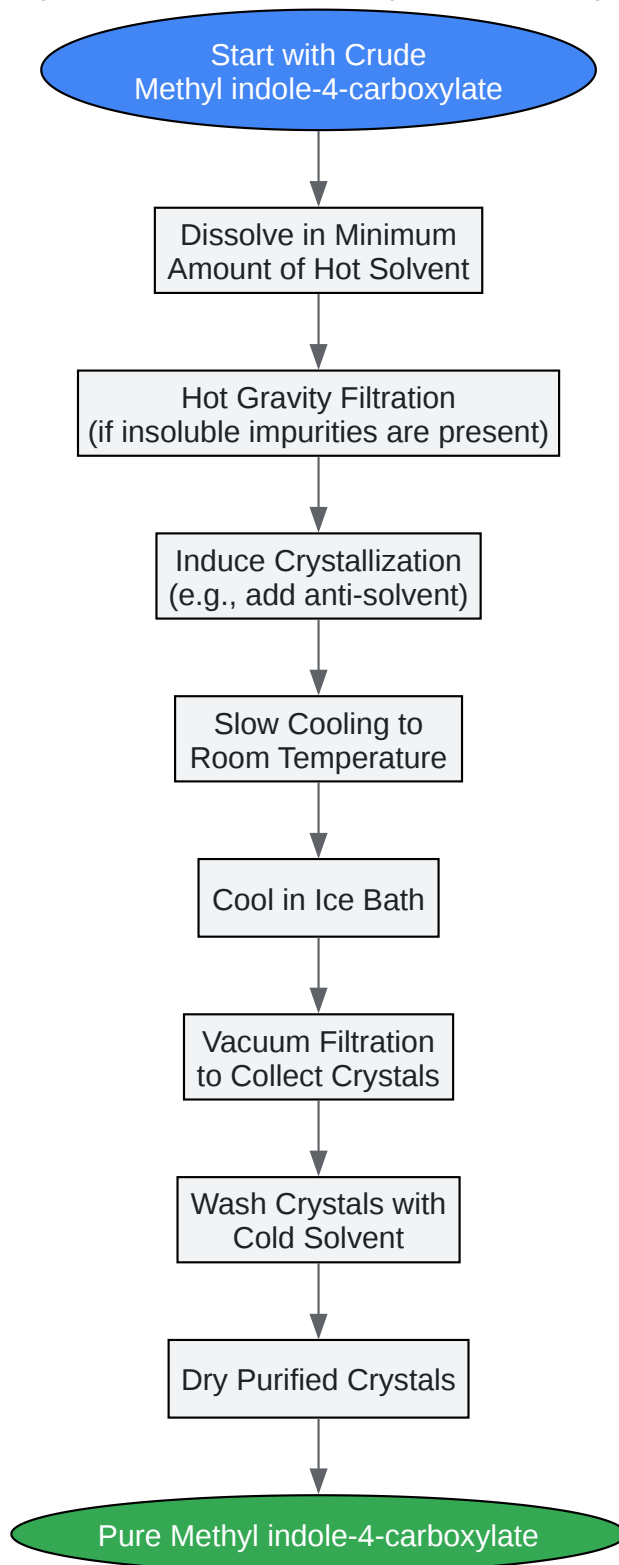 Start with Crude
Methyl indole-4-carboxylate
Dissolve in Minimum
Amount of Hot Solvent
Hot Gravity Filtration
(if insoluble impurities are present)
Induce Crystallization
(e.g., add anti-solvent)
Slow Cooling to
Room Temperature
Cool in Ice Bath
Vacuum Filtration
to Collect Crystals
Wash Crystals with
Cold Solvent
Dry Purified Crystals
Pure Methyl indole-4-carboxylate